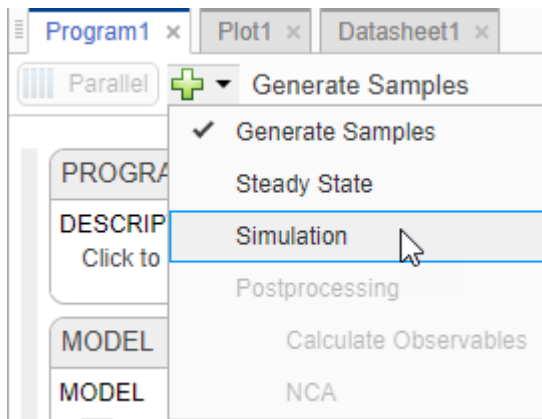 Program1 × Plot1 × Datasheet1 ×
Parallel Generate Samples
Generate Samples
Steady State
Simulation
Postprocessing
Calculate Observables
NCA
PROGRA
DESCRIP
Click to
MODEL
MODEL